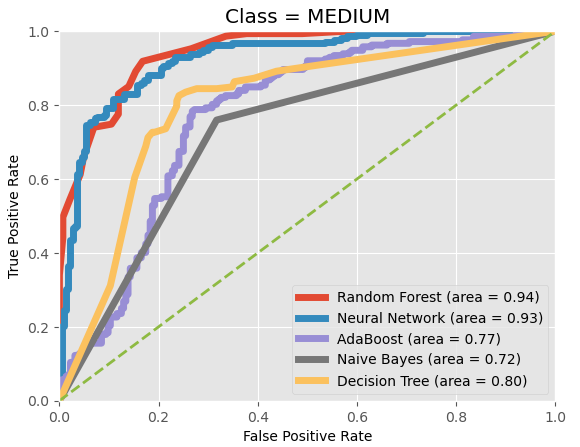 Class = MEDIUM
True Positive Rate
1.0
0.8
0.6
0.4
0.2
0.0
Random Forest (area = 0.94)
Neural Network (area = 0.93)
AdaBoost (area = 0.77)
Naive Bayes (area = 0.72)
Decision Tree (area = 0.80)
0.0 0.2 0.4 0.6 0.8 1.0
False Positive Rate